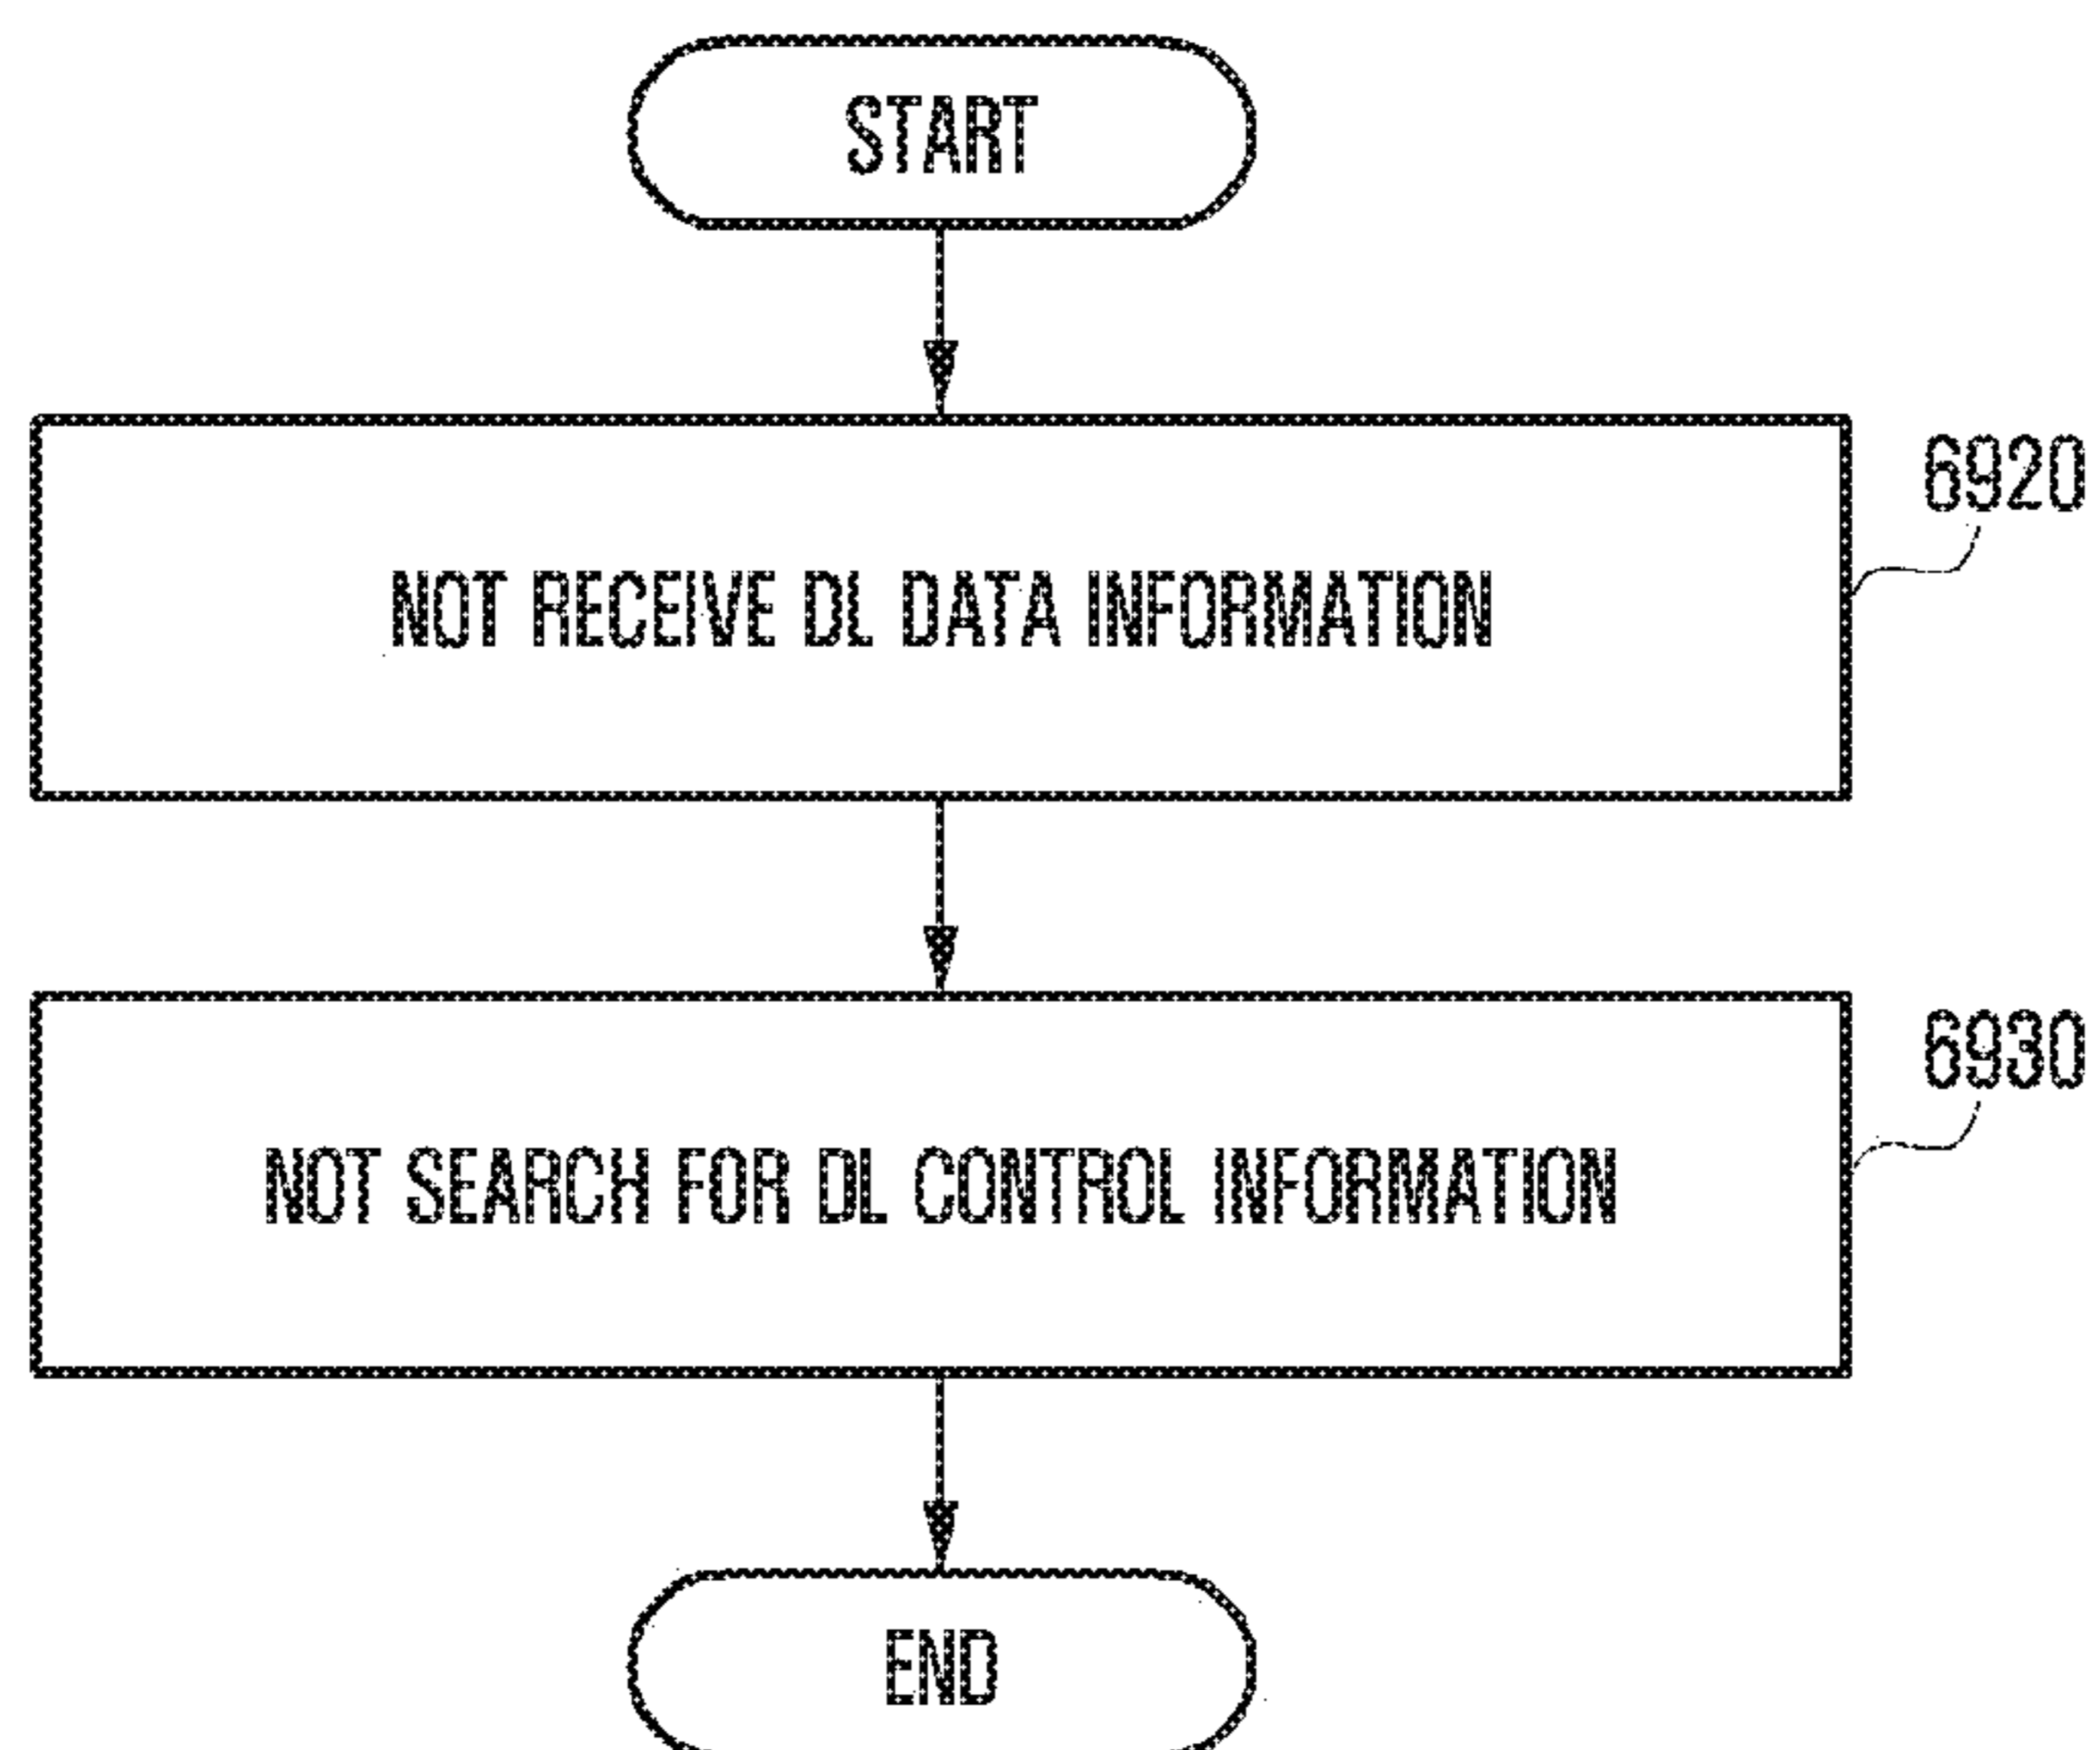 START
6920
NOT RECEIVE DL DATA INFORMATION
6930
NOT SEARCH FOR DL CONTROL INFORMATION
END